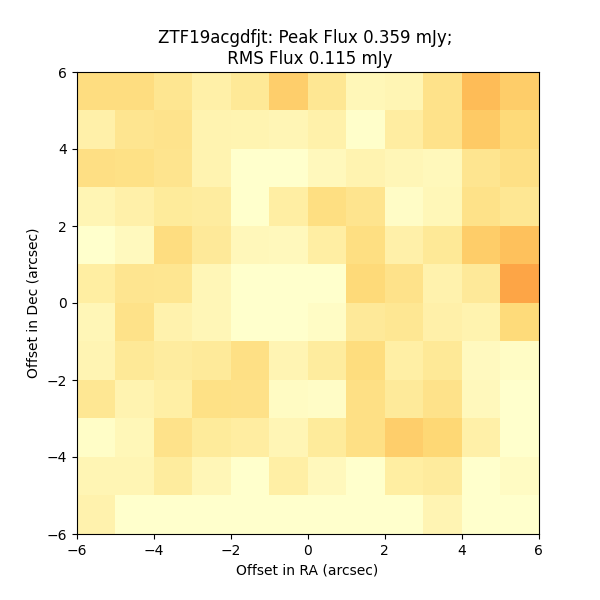 ZTF19acgdfjt: Peak Flux 0.359 mJy;
RMS Flux 0.115 mJy
6
4
2
0
−2
−4
−6
Offset in Dec (arcsec)
−6 −4 −2 0 2 4 6
Offset in RA (arcsec)